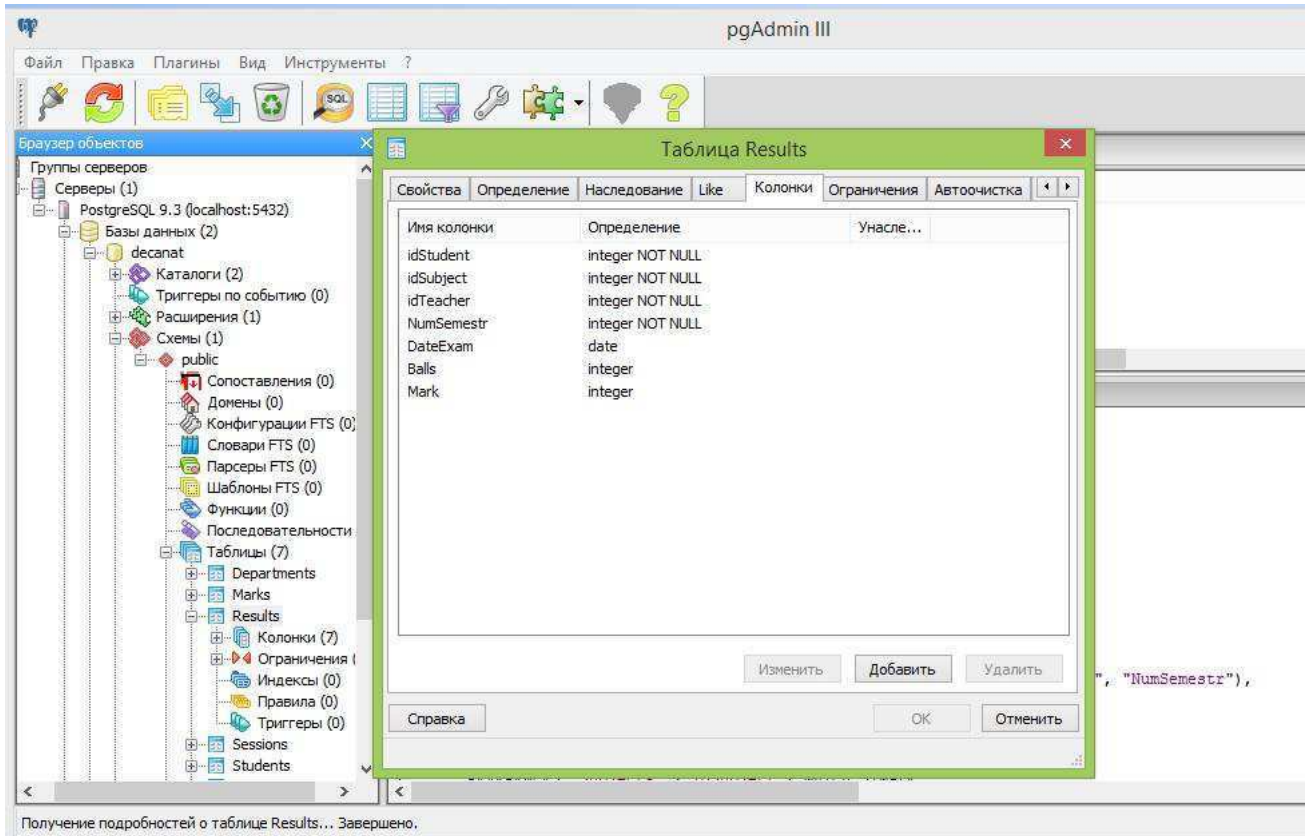 pgAdmin III
Файл Правка Плагины Вид Инструменты ?
SQL
Браузер объектов
Группы серверов
Серверы (1)
PostgreSQL 9.3 (localhost:5432)
Базы данных (2)
decanat
Каталоги (2)
Триггеры по событию (0)
Расширения (1)
Схемы (1)
public
Сопоставления (0)
Домены (0)
Конфигурации FTS (0)
Словари FTS (0)
Парсеры FTS (0)
Шаблоны FTS (0)
Функции (0)
Последовательности
Таблицы (7)
Departments
Marks
Results
Колонки (7)
Ограничения (
Индексы (0)
Правила (0)
Триггеры (0)
Sessions
Students
Таблица Results
Свойства Определение Наследование Like Колонки Ограничения Автоочистка
Имя колонки Определение Унасле...
idStudent integer NOT NULL
idSubject integer NOT NULL
idTeacher integer NOT NULL
NumSemestr integer NOT NULL
DateExam date
Balls integer
Mark integer
Изменить Добавить Удалить
Справка OK Отменить
", "NumSemestr"),
Получение подробностей о таблице Results... Завершено.